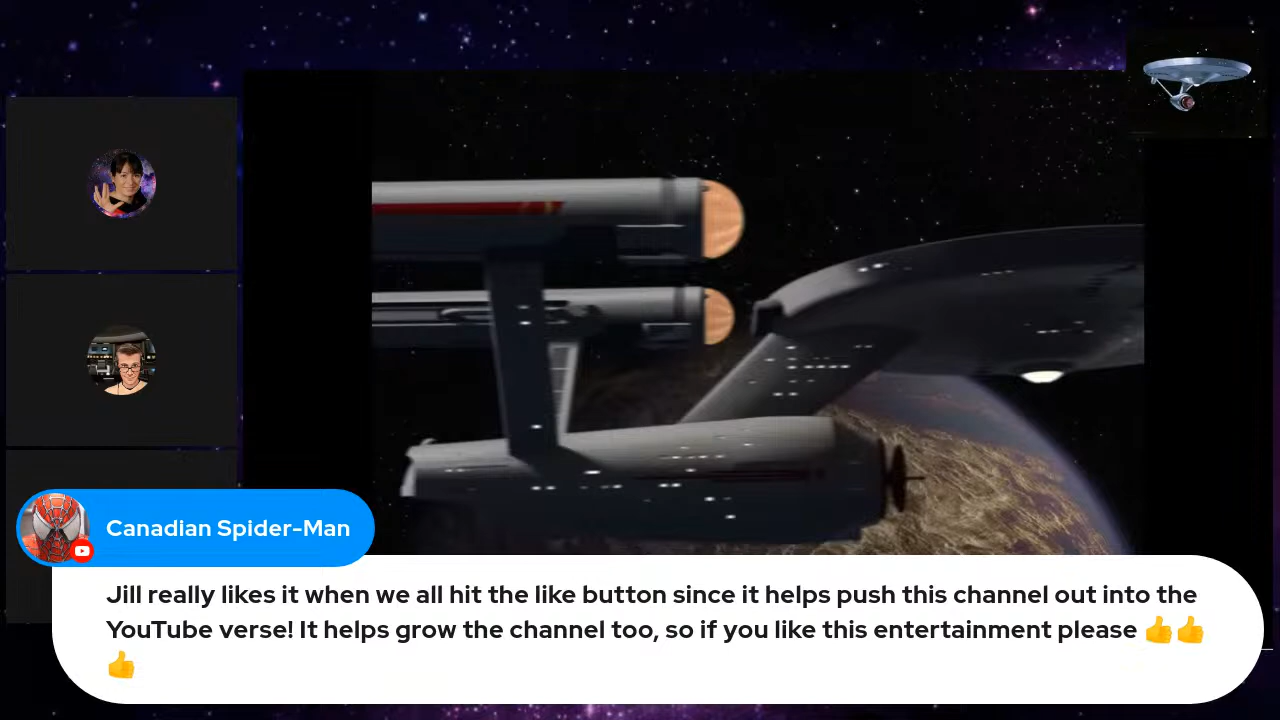 Canadian Spider-Man
Jill really likes it when we all hit the like button since it helps push this channel out into the
YouTube verse! It helps grow the channel too, so if you like this entertainment please 👍👍
👍